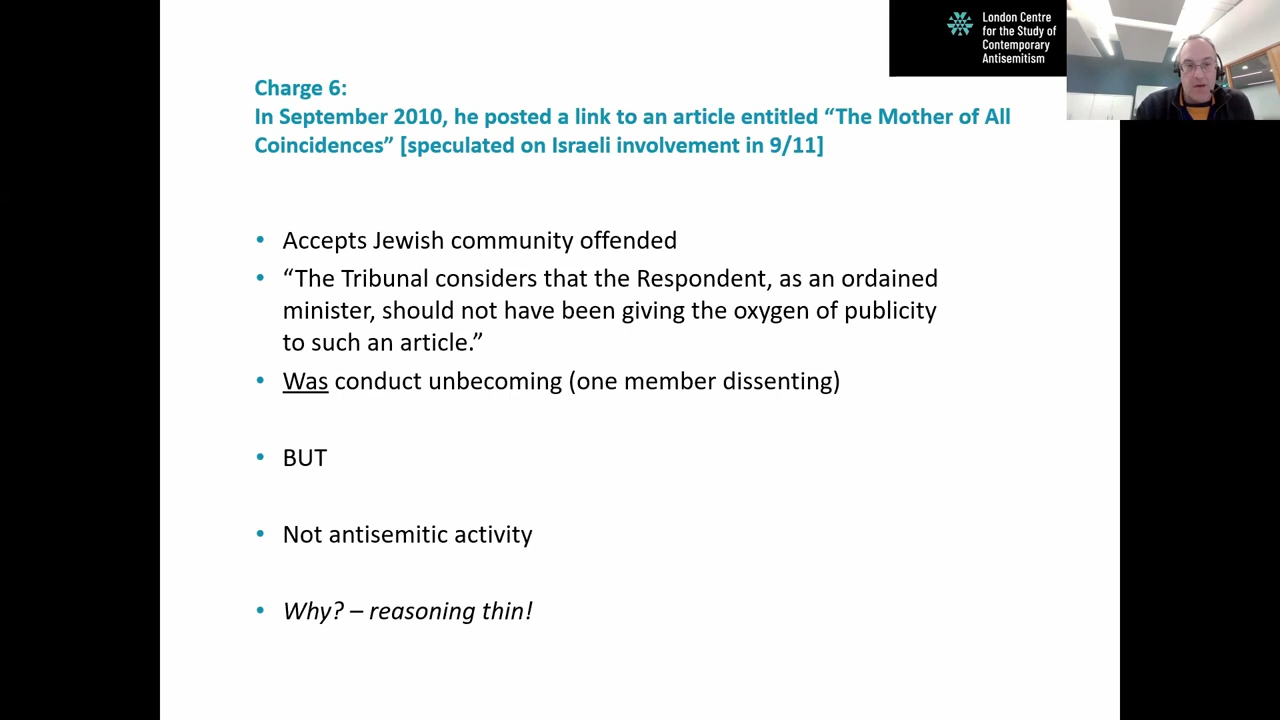 London Centre
for the Study of
Contemporary
Antisemitism
Charge 6:
In September 2010, he posted a link to an article entitled “The Mother of All
Coincidences” [speculated on Israeli involvement in 9/11]
• Accepts Jewish community offended
• “The Tribunal considers that the Respondent, as an ordained
minister, should not have been giving the oxygen of publicity
to such an article.”
• Was conduct unbecoming (one member dissenting)
• BUT
• Not antisemitic activity
• Why? – reasoning thin!